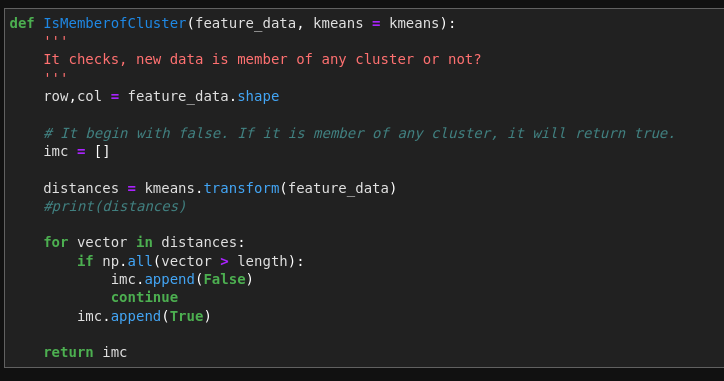 def IsMemberofCluster(feature_data, kmeans = kmeans):
    '''
    It checks, new data is member of any cluster or not?
    '''
    row,col = feature_data.shape
    # It begin with false. If it is member of any cluster, it will return true.
    imc = []
    distances = kmeans.transform(feature_data)
    #print(distances)
    for vector in distances:
        if np.all(vector > length):
            imc.append(False)
            continue
        imc.append(True)
    return imc